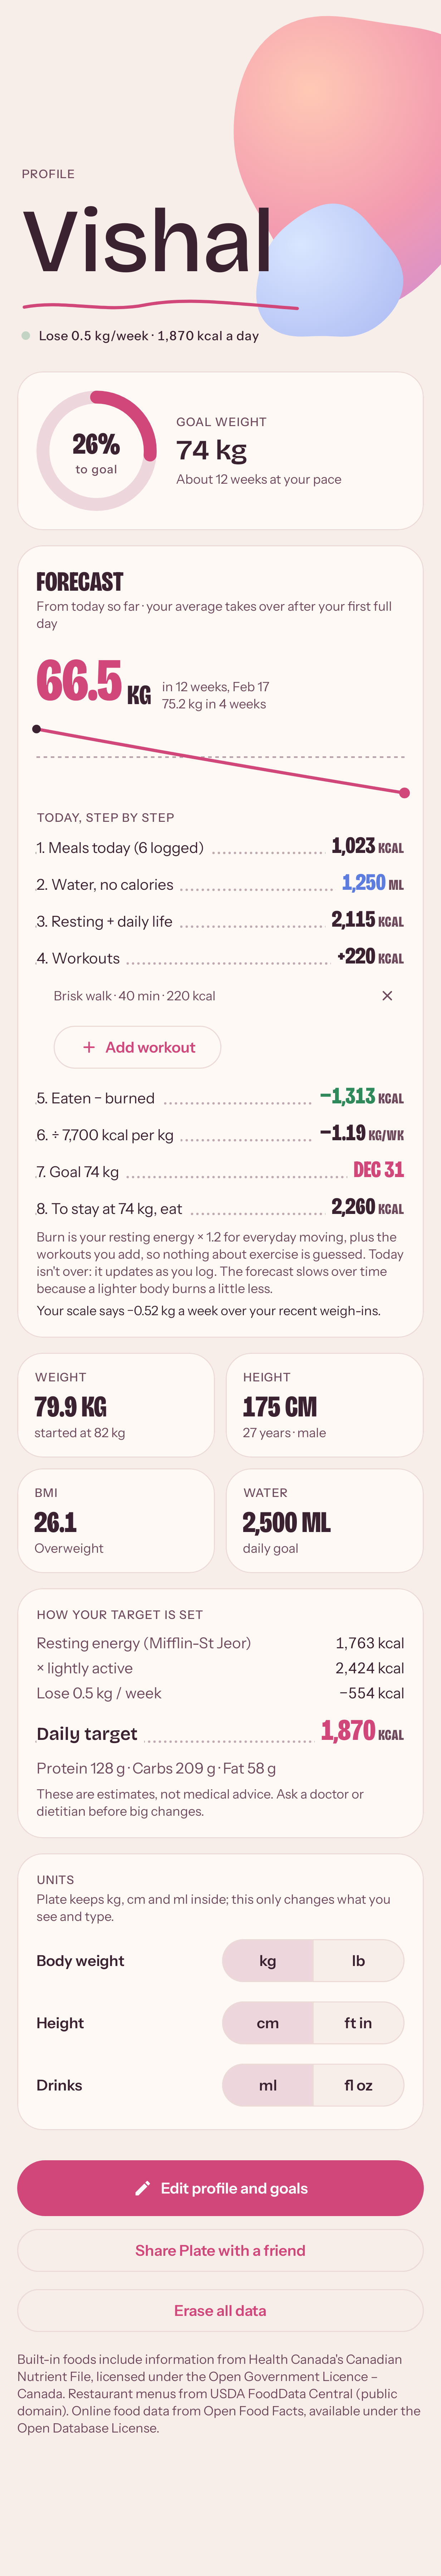 PROFILE
Vishal
Lose 0.5 kg/week · 1,870 kcal a day
26%
to goal
GOAL WEIGHT
74 kg
About 12 weeks at your pace
FORECAST
From today so far · your average takes over after your first full
day
66.5 KG
in 12 weeks, Feb 17
75.2 kg in 4 weeks
TODAY, STEP BY STEP
1. Meals today (6 logged) 1,023 KCAL
2. Water, no calories 1,250 ML
3. Resting + daily life 2,115 KCAL
4. Workouts +220 KCAL
Brisk walk · 40 min · 220 kcal
Add workout
5. Eaten − burned −1,313 KCAL
6. ÷ 7,700 kcal per kg −1.19 KG/WK
7. Goal 74 kg DEC 31
8. To stay at 74 kg, eat 2,260 KCAL
Burn is your resting energy × 1.2 for everyday moving, plus the
workouts you add, so nothing about exercise is guessed. Today
isn't over: it updates as you log. The forecast slows over time
because a lighter body burns a little less.
Your scale says −0.52 kg a week over your recent weigh-ins.
WEIGHT
79.9 KG
started at 82 kg
HEIGHT
175 CM
27 years · male
BMI
26.1
Overweight
WATER
2,500 ML
daily goal
HOW YOUR TARGET IS SET
Resting energy (Mifflin-St Jeor) 1,763 kcal
× lightly active 2,424 kcal
Lose 0.5 kg / week −554 kcal
Daily target 1,870 KCAL
Protein 128 g · Carbs 209 g · Fat 58 g
These are estimates, not medical advice. Ask a doctor or
dietitian before big changes.
UNITS
Plate keeps kg, cm and ml inside; this only changes what you
see and type.
Body weight kg lb
Height cm ft in
Drinks ml fl oz
Edit profile and goals
Share Plate with a friend
Erase all data
Built-in foods include information from Health Canada's Canadian
Nutrient File, licensed under the Open Government Licence –
Canada. Restaurant menus from USDA FoodData Central (public
domain). Online food data from Open Food Facts, available under the
Open Database License.